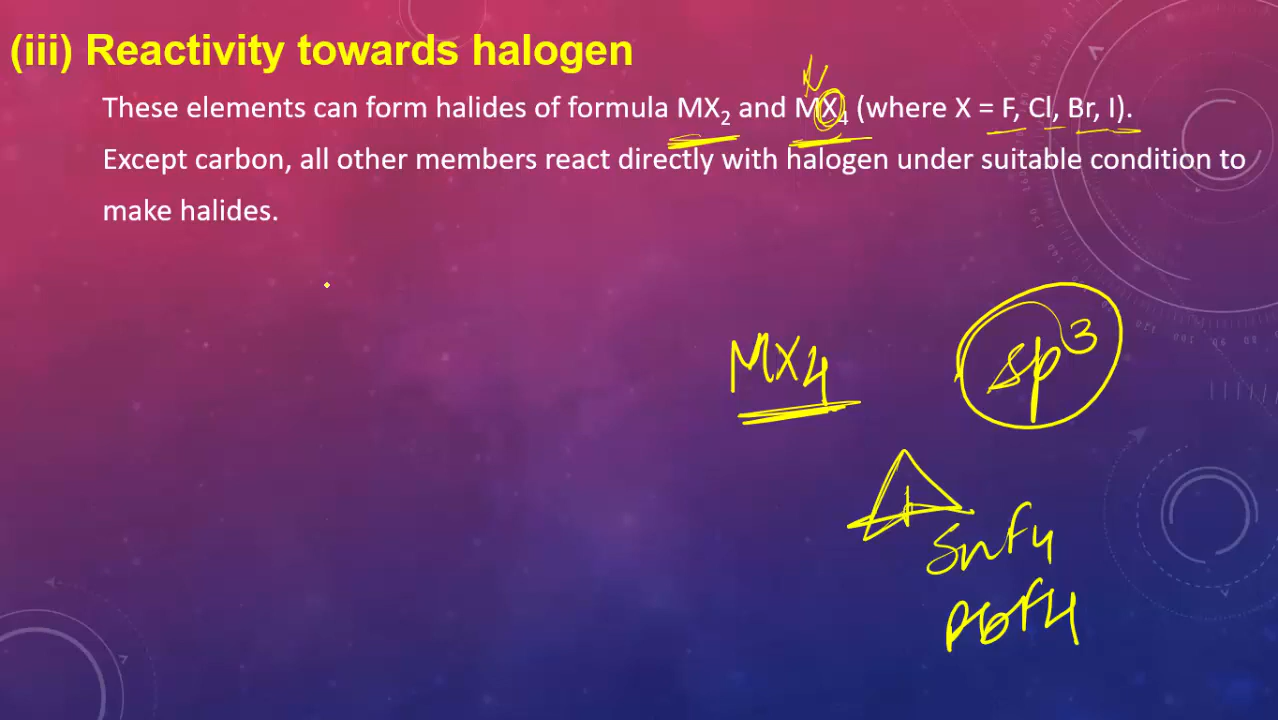 (iii) Reactivity towards halogen
These elements can form halides of formula MX₂ and MX₄ (where X = F, Cl, Br, I).
Except carbon, all other members react directly with halogen under suitable condition to
make halides.
MX4 sp³
SnF4
PbF4